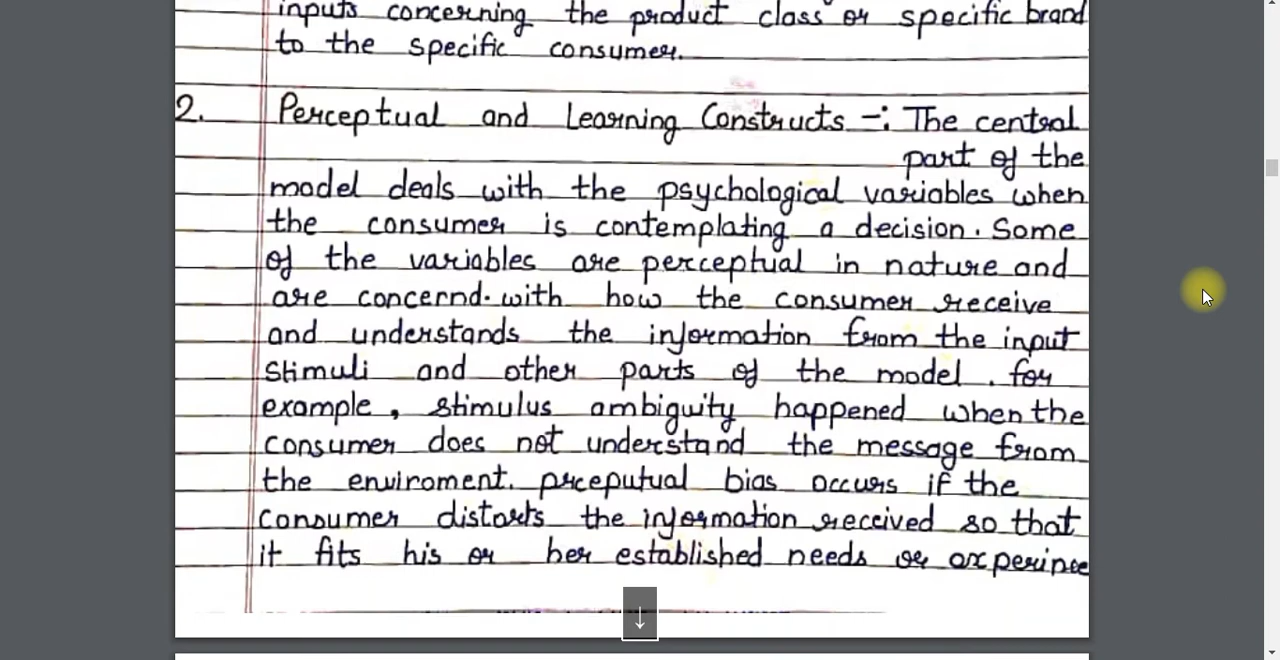 inputs concerning the product class or specific brand
to the specific consumer.
2. Perceptual and Learning Constructs -: The central
part of the
model deals with the psychological variables when
the consumer is contemplating a decision. Some
of the variables are perceptual in nature and
are concernd. with how the consumer receive
and understands the information from the input
stimuli and other parts of the model. for
example, stimulus ambiguity happened when the
consumer does not understand the message from
the enviroment. prceputual bias occurs if the
consumer distorts the information received so that
it fits his or her established needs or experince
↓